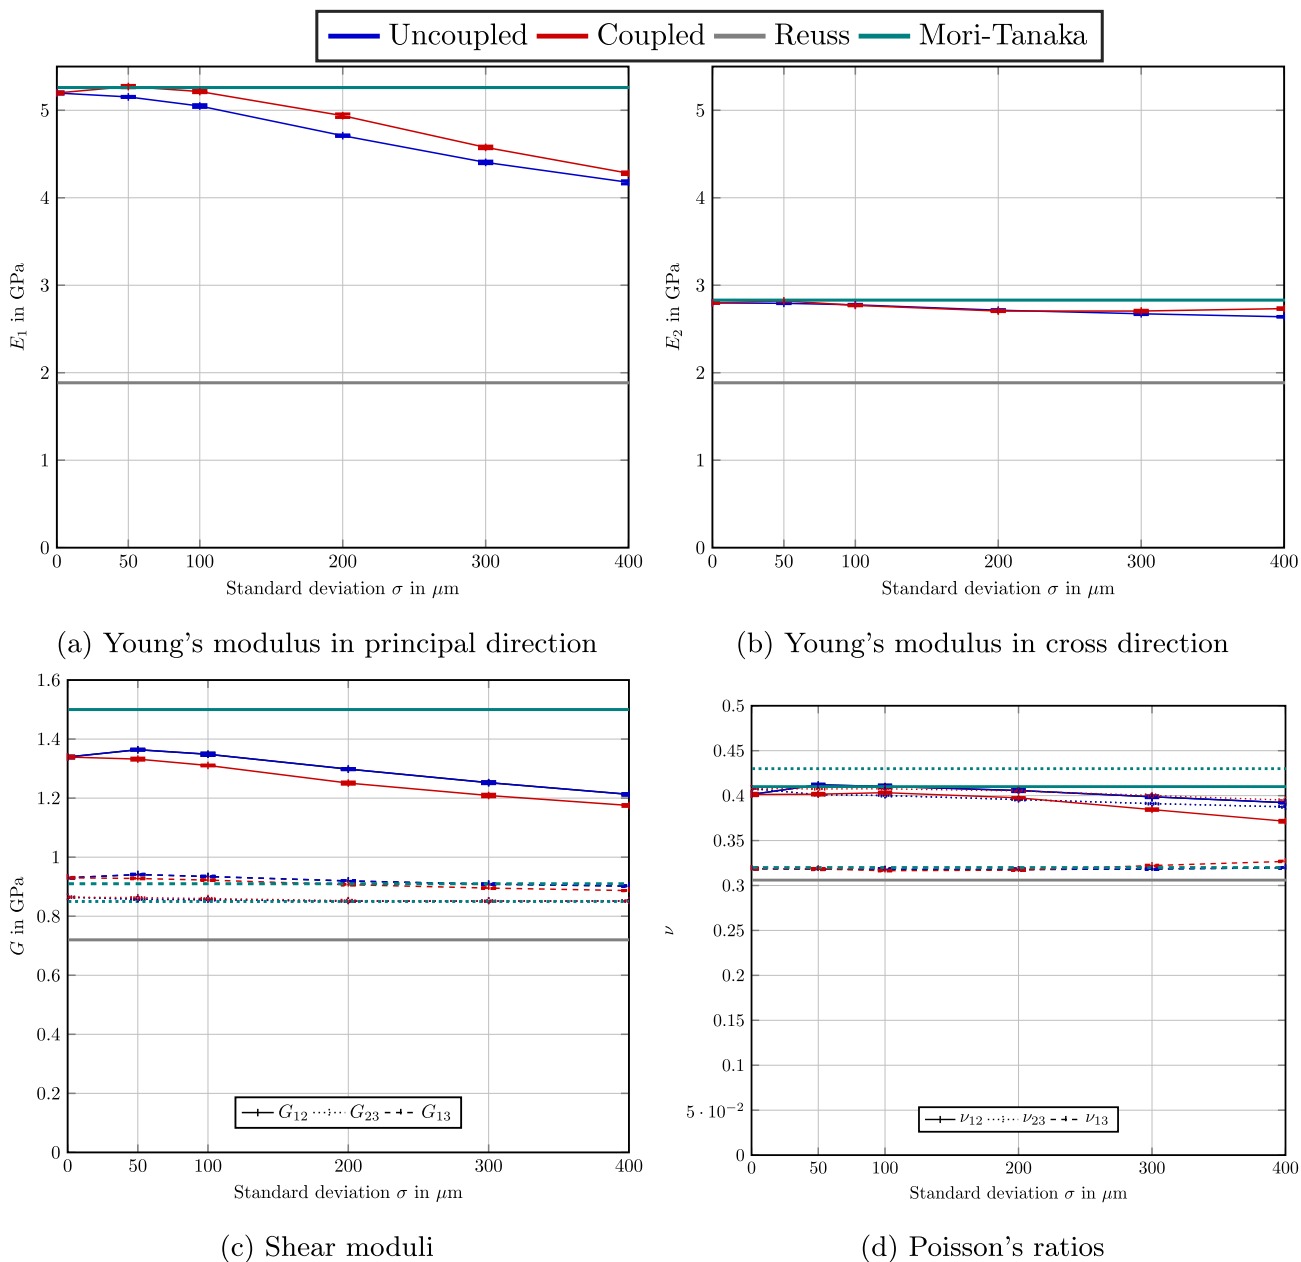 Uncoupled Coupled Reuss Mori-Tanaka
5
4
3
2
1
0
E₁ in GPa
0 50 100 200 300 400
Standard deviation σ in μm
(a) Young's modulus in principal direction
5
4
3
2
1
0
E₂ in GPa
0 50 100 200 300 400
Standard deviation σ in μm
(b) Young's modulus in cross direction
1.6
1.4
1.2
1
0.8
0.6
0.4
0.2
0
G in GPa
G₁₂ G₂₃ G₁₃
0 50 100 200 300 400
Standard deviation σ in μm
(c) Shear moduli
0.5
0.45
0.4
0.35
0.3
0.25
0.2
0.15
0.1
5 · 10⁻²
0
ν
ν₁₂ ν₂₃ ν₁₃
0 50 100 200 300 400
Standard deviation σ in μm
(d) Poisson's ratios